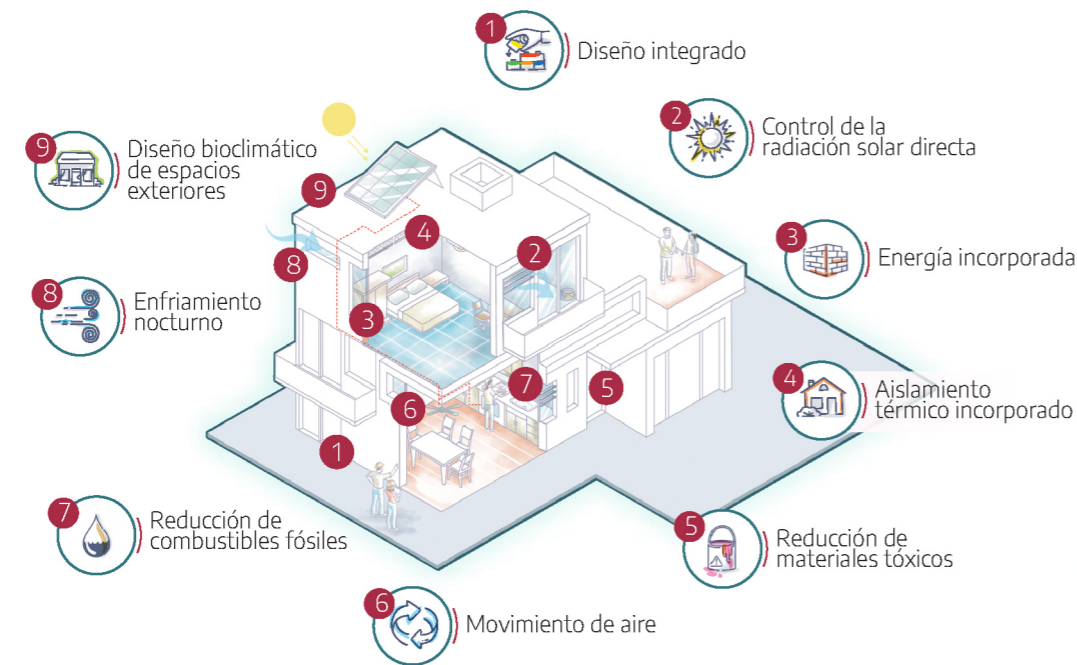 1
Diseño integrado
2
Control de la
radiación solar directa
3
Energía incorporada
4
Aislamiento
térmico incorporado
5
Reducción de
materiales tóxicos
6
Movimiento de aire
7
Reducción de
combustibles fósiles
8
Enfriamiento
nocturno
9
Diseño bioclimático
de espacios
exteriores
9
4
8
2
3
7
5
6
1